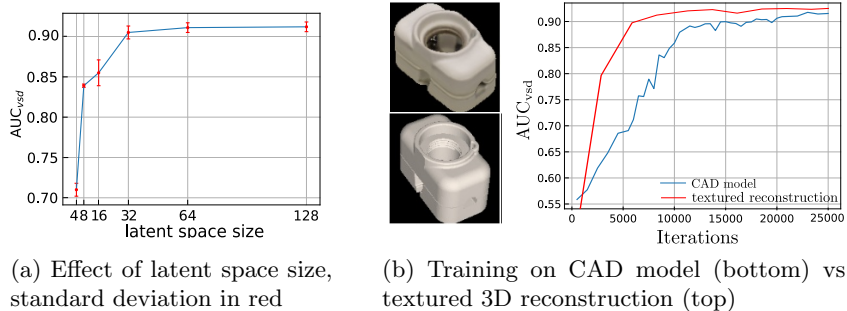 0.90
0.85
0.80
0.75
0.70
AUCvsd
4 8 16 32 64 128
latent space size
0.90
0.85
0.80
0.75
0.70
0.65
0.60
0.55
AUCvsd
CAD model
textured reconstruction
0 5000 10000 15000 20000 25000
Iterations
(a) Effect of latent space size,
standard deviation in red
(b) Training on CAD model (bottom) vs
textured 3D reconstruction (top)